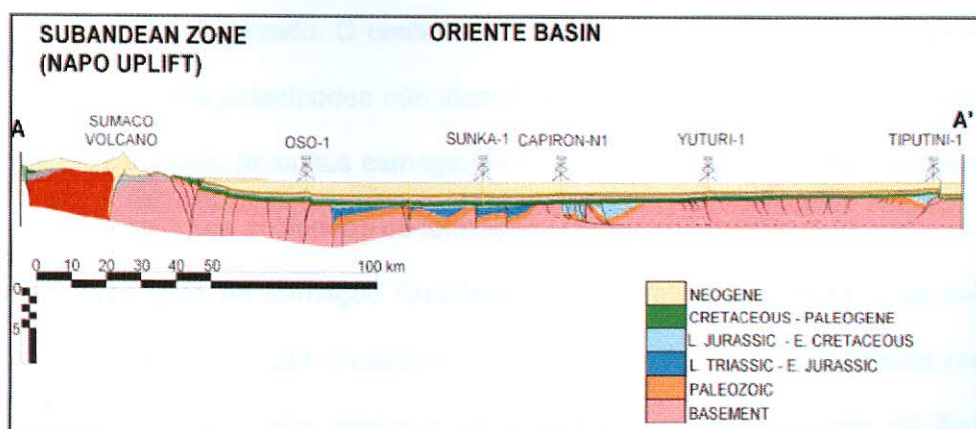 SUBANDEAN ZONE
(NAPO UPLIFT)
ORIENTE BASIN
A
SUMACO
VOLCANO
OSO-1
SUNKA-1
CAPIRON-N1
YUTURI-1
TIPUTINI-1
A'
0 10 20 30 40 50 100 km
0
5
NEOGENE
CRETACEOUS - PALEOGENE
L. JURASSIC - E. CRETACEOUS
L. TRIASSIC - E. JURASSIC
PALEOZOIC
BASEMENT